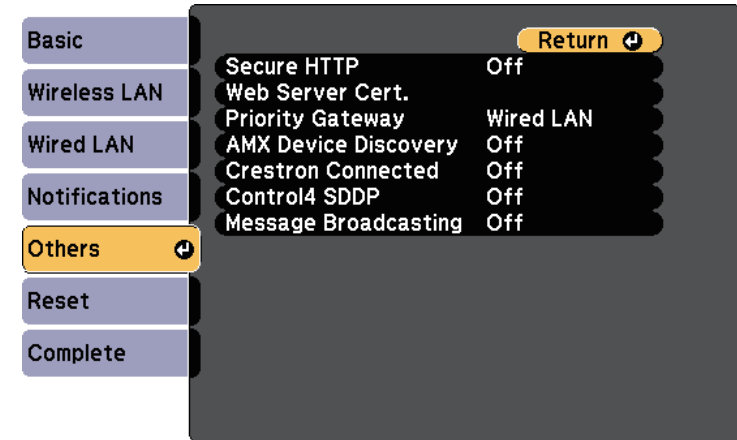 Basic
Wireless LAN
Wired LAN
Notifications
Others
Reset
Complete
Return
Secure HTTP Off
Web Server Cert.
Priority Gateway Wired LAN
AMX Device Discovery Off
Crestron Connected Off
Control4 SDDP Off
Message Broadcasting Off